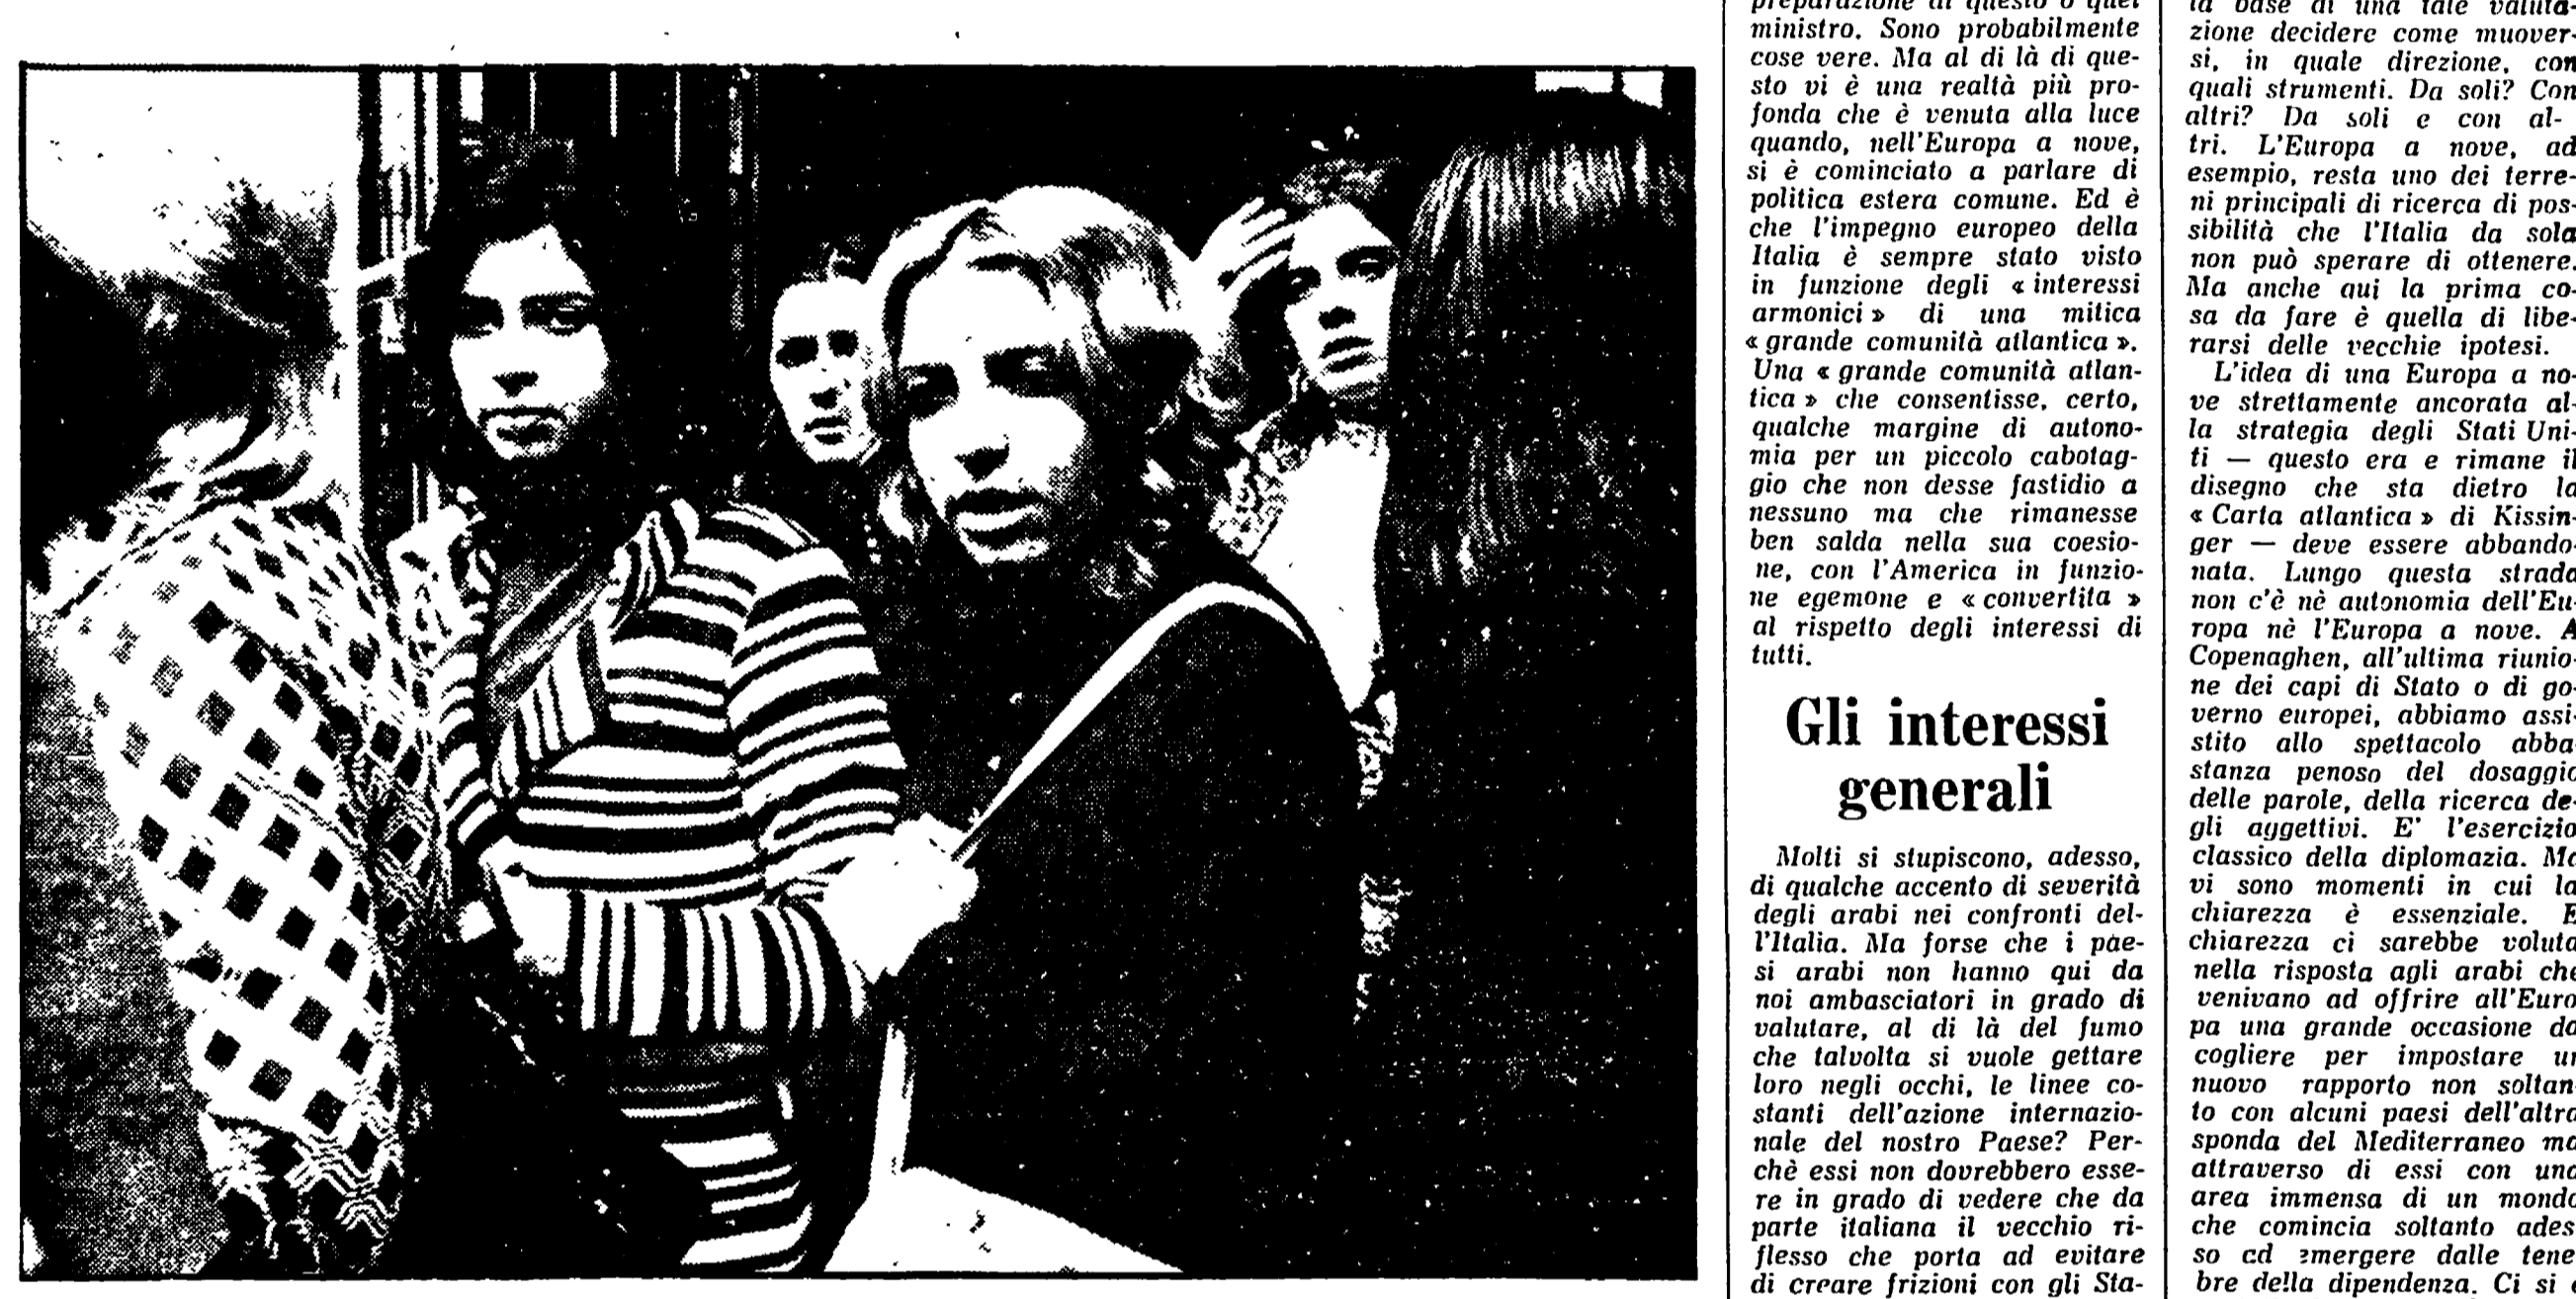 preparazione di questo o quel
ministro. Sono probabilmente
cose vere. Ma al di là di que-
sto vi è una realtà più pro-
fonda che è venuta alla luce
quando, nell'Europa a nove,
si è cominciato a parlare di
politica estera comune. Ed è
che l'impegno europeo della
Italia è sempre stato visto
in funzione degli « interessi
armonici » di una mitica
« grande comunità atlantica ».
Una « grande comunità atlan-
tica » che consentisse, certo,
qualche margine di autono-
mia per un piccolo cabotag-
gio che non desse fastidio a
nessuno ma che rimanesse
ben salda nella sua coesio-
ne, con l'America in funzio-
ne egemone e « convertita »
al rispetto degli interessi di
tutti.
Gli interessi
generali
Molti si stupiscono, adesso,
di qualche accento di severità
degli arabi nei confronti del-
l'Italia. Ma forse che i pae-
si arabi non hanno qui da
noi ambasciatori in grado di
valutare, al di là del fumo
che talvolta si vuole gettare
loro negli occhi, le linee co-
stanti dell'azione internazio-
nale del nostro Paese? Per-
chè essi non dovrebbero esse-
re in grado di vedere che da
parte italiana il vecchio ri-
flesso che porta ad evitare
di creare frizioni con gli Sta-
la base di una tale valuta-
zione decidere come muover-
si, in quale direzione, con
quali strumenti. Da soli? Con
altri? Da soli e con al-
tri. L'Europa a nove, ad
esempio, resta uno dei terre-
ni principali di ricerca di pos-
sibilità che l'Italia da sola
non può sperare di ottenere.
Ma anche qui la prima co-
sa da fare è quella di libe-
rarsi delle vecchie ipotesi.
L'idea di una Europa a no-
ve strettamente ancorata al-
la strategia degli Stati Uni-
ti — questo era e rimane il
disegno che sta dietro la
« Carta atlantica » di Kissin-
ger — deve essere abbando-
nata. Lungo questa strada
non c'è nè autonomia dell'Eu-
ropa nè l'Europa a nove. A
Copenaghen, all'ultima riunio-
ne dei capi di Stato o di go-
verno europei, abbiamo assi-
stito allo spettacolo abba-
stanza penoso del dosaggio
delle parole, della ricerca de-
gli aggettivi. E' l'esercizio
classico della diplomazia. Ma
vi sono momenti in cui la
chiarezza è essenziale. E
chiarezza ci sarebbe voluta
nella risposta agli arabi che
venivano ad offrire all'Euro
pa una grande occasione da
cogliere per impostare un
nuovo rapporto non soltan
to con alcuni paesi dell'altra
sponda del Mediterraneo ma
attraverso di essi con una
area immensa di un mondo
che comincia soltanto ades
so ad emergere dalle tene
bre della dipendenza. Ci si